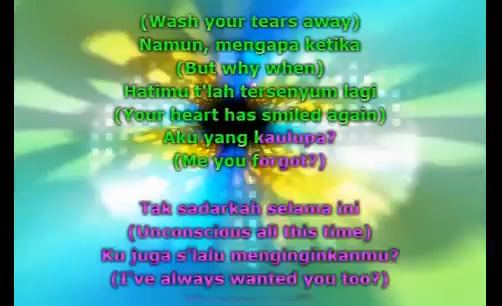 (Wash your tears away)
Namun, mengapa ketika
(But why when)
Hatimu t'lah tersenyum lagi
(Your heart has smiled again)
Aku yang kaulupa?
(Me you forgot?)
Tak sadarkah selama ini
(Unconscious all this time)
Ku juga s'lalu menginginkanmu?
(I've always wanted you too?)